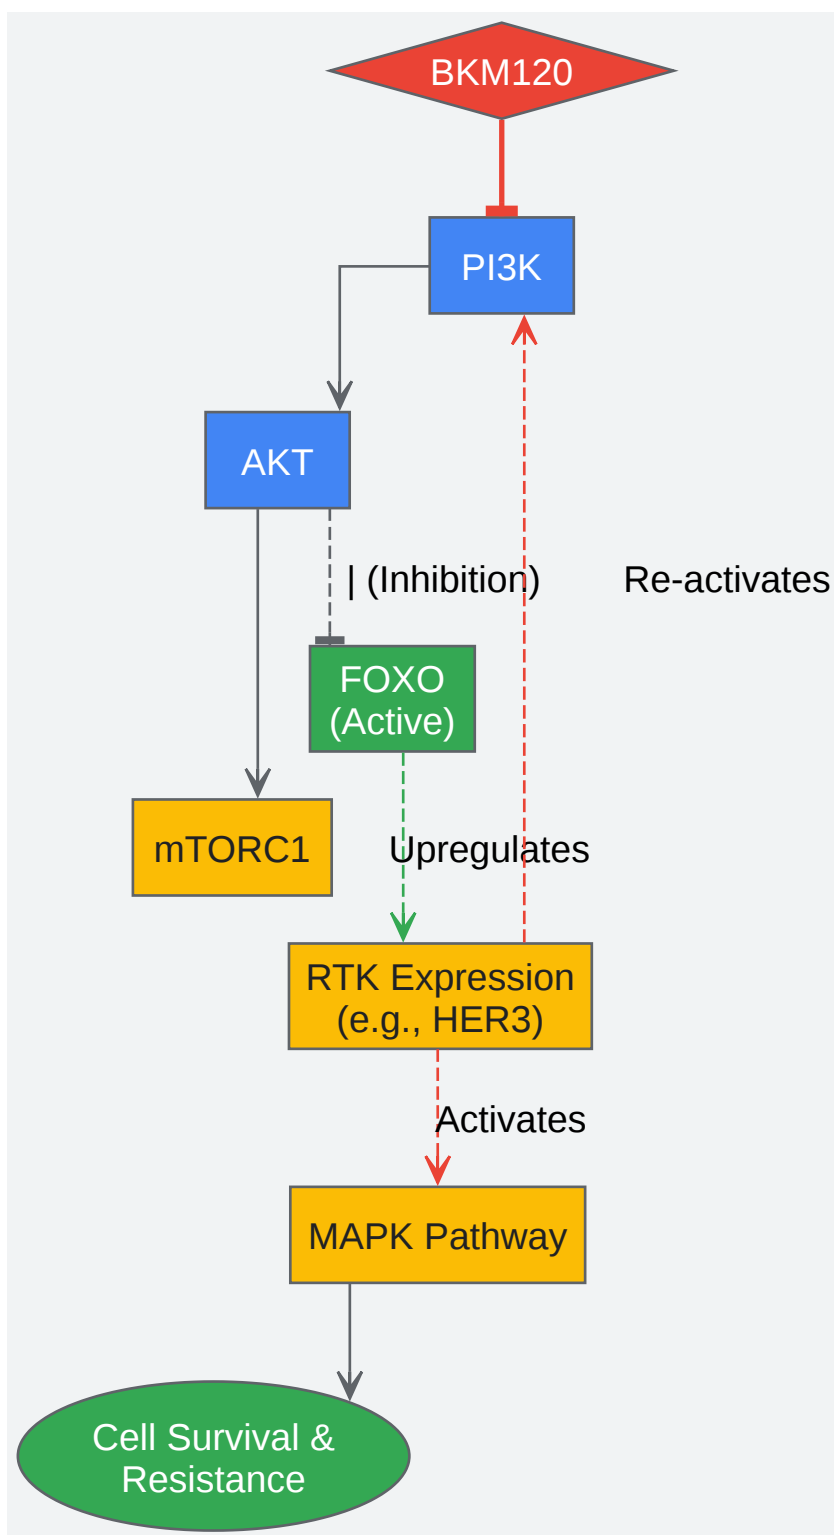 BKM120
PI3K
AKT
| (Inhibition)
Re-activates
FOXO
(Active)
mTORC1
Upregulates
RTK Expression
(e.g., HER3)
Activates
MAPK Pathway
Cell Survival &
Resistance